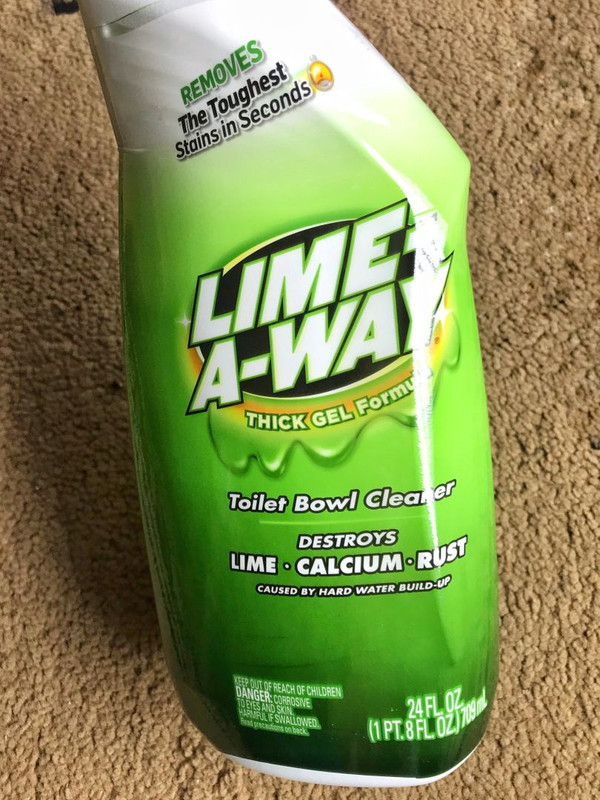 REMOVES
The Toughest
Stains in Seconds
LIME-
A-WAY
THICK GEL Formula
Toilet Bowl Cleaner
DESTROYS
LIME · CALCIUM · RUST
CAUSED BY HARD WATER BUILD-UP
KEEP OUT OF REACH OF CHILDREN
DANGER: CORROSIVE
TO EYES AND SKIN.
HARMFUL IF SWALLOWED.
Read precautions on back.
24 FL. OZ.
(1 PT. 8 FL. OZ.) 709 mL